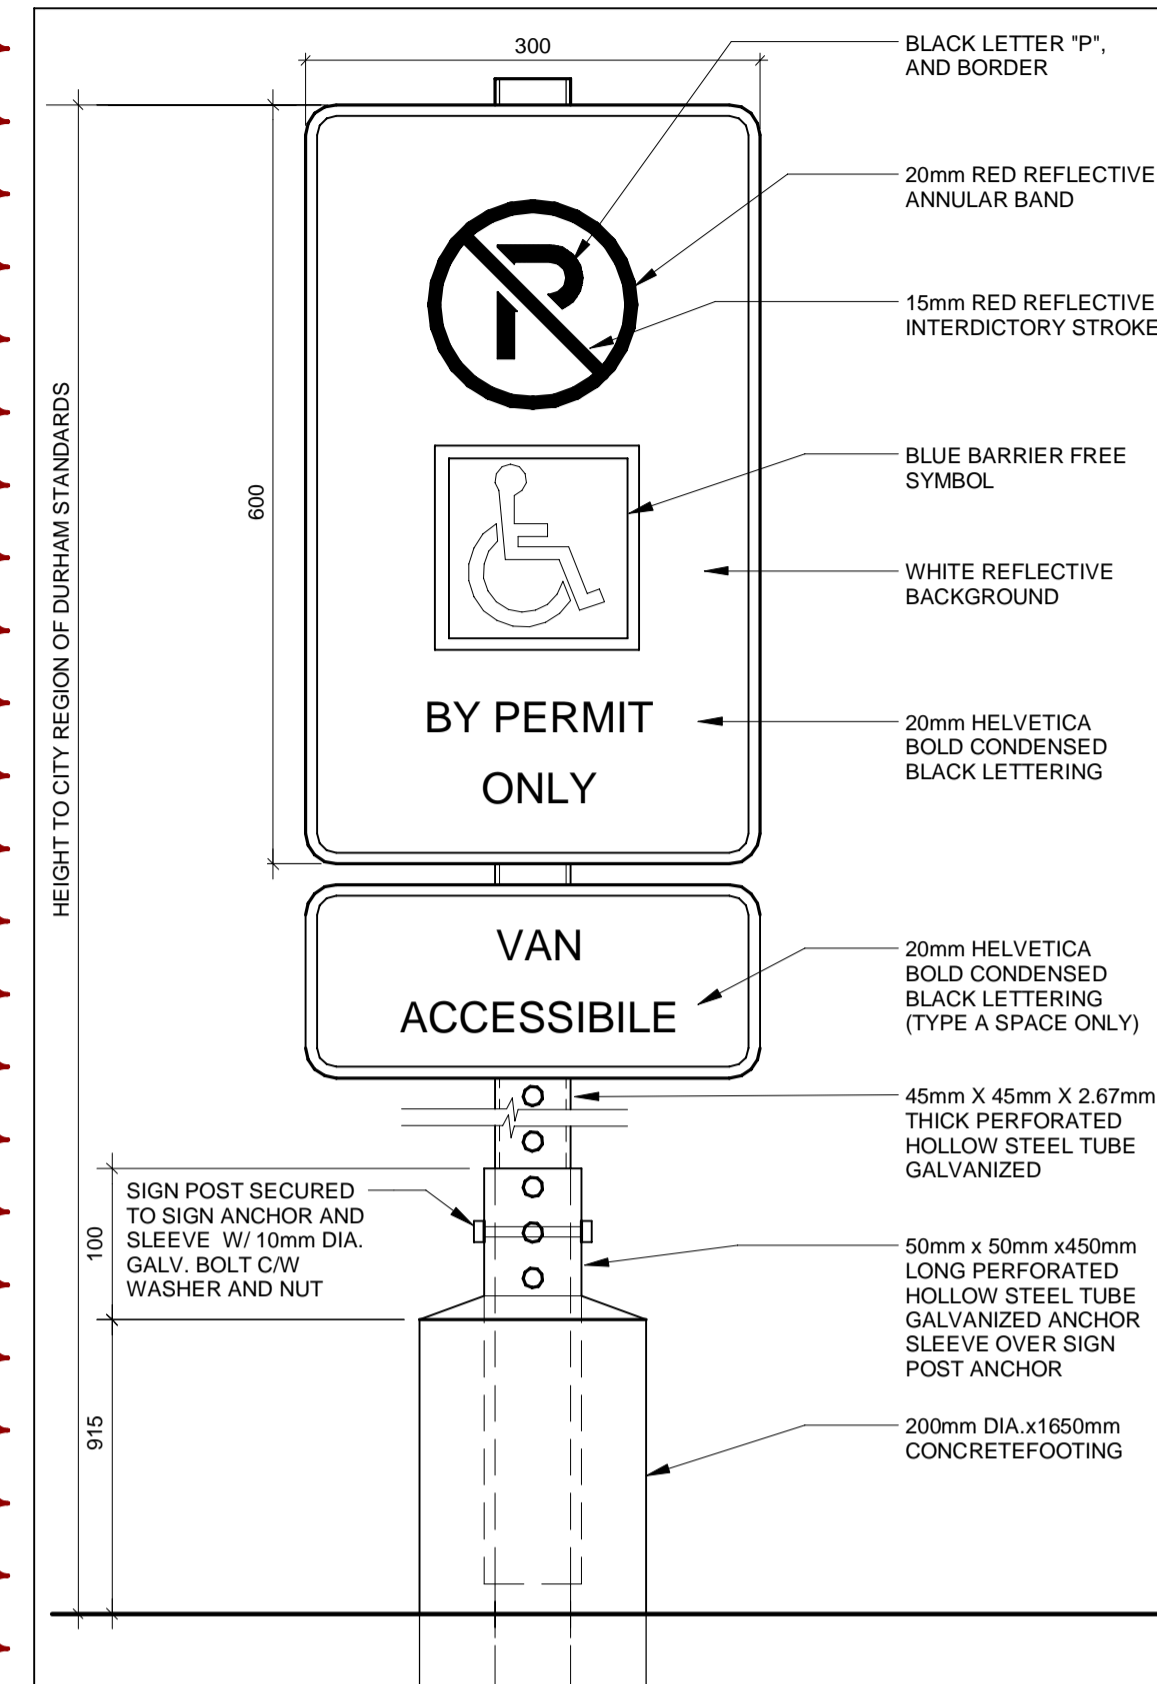 300
BLACK LETTER "P",
AND BORDER
20mm RED REFLECTIVE
ANNULAR BAND
15mm RED REFLECTIVE
INTERDICTORY STROKE
P
BLUE BARRIER FREE
SYMBOL
HEIGHT TO CITY REGION OF DURHAM STANDARDS
600
WHITE REFLECTIVE
BACKGROUND
BY PERMIT
ONLY
20mm HELVETICA
BOLD CONDENSED
BLACK LETTERING
VAN
ACCESSIBILE
20mm HELVETICA
BOLD CONDENSED
BLACK LETTERING
(TYPE A SPACE ONLY)
45mm X 45mm X 2.67mm
THICK PERFORATED
HOLLOW STEEL TUBE
GALVANIZED
SIGN POST SECURED
TO SIGN ANCHOR AND
SLEEVE W/ 10mm DIA.
GALV. BOLT C/W
WASHER AND NUT
100
50mm x 50mm x450mm
LONG PERFORATED
HOLLOW STEEL TUBE
GALVANIZED ANCHOR
SLEEVE OVER SIGN
POST ANCHOR
915
200mm DIA.x1650mm
CONCRETEFOOTING